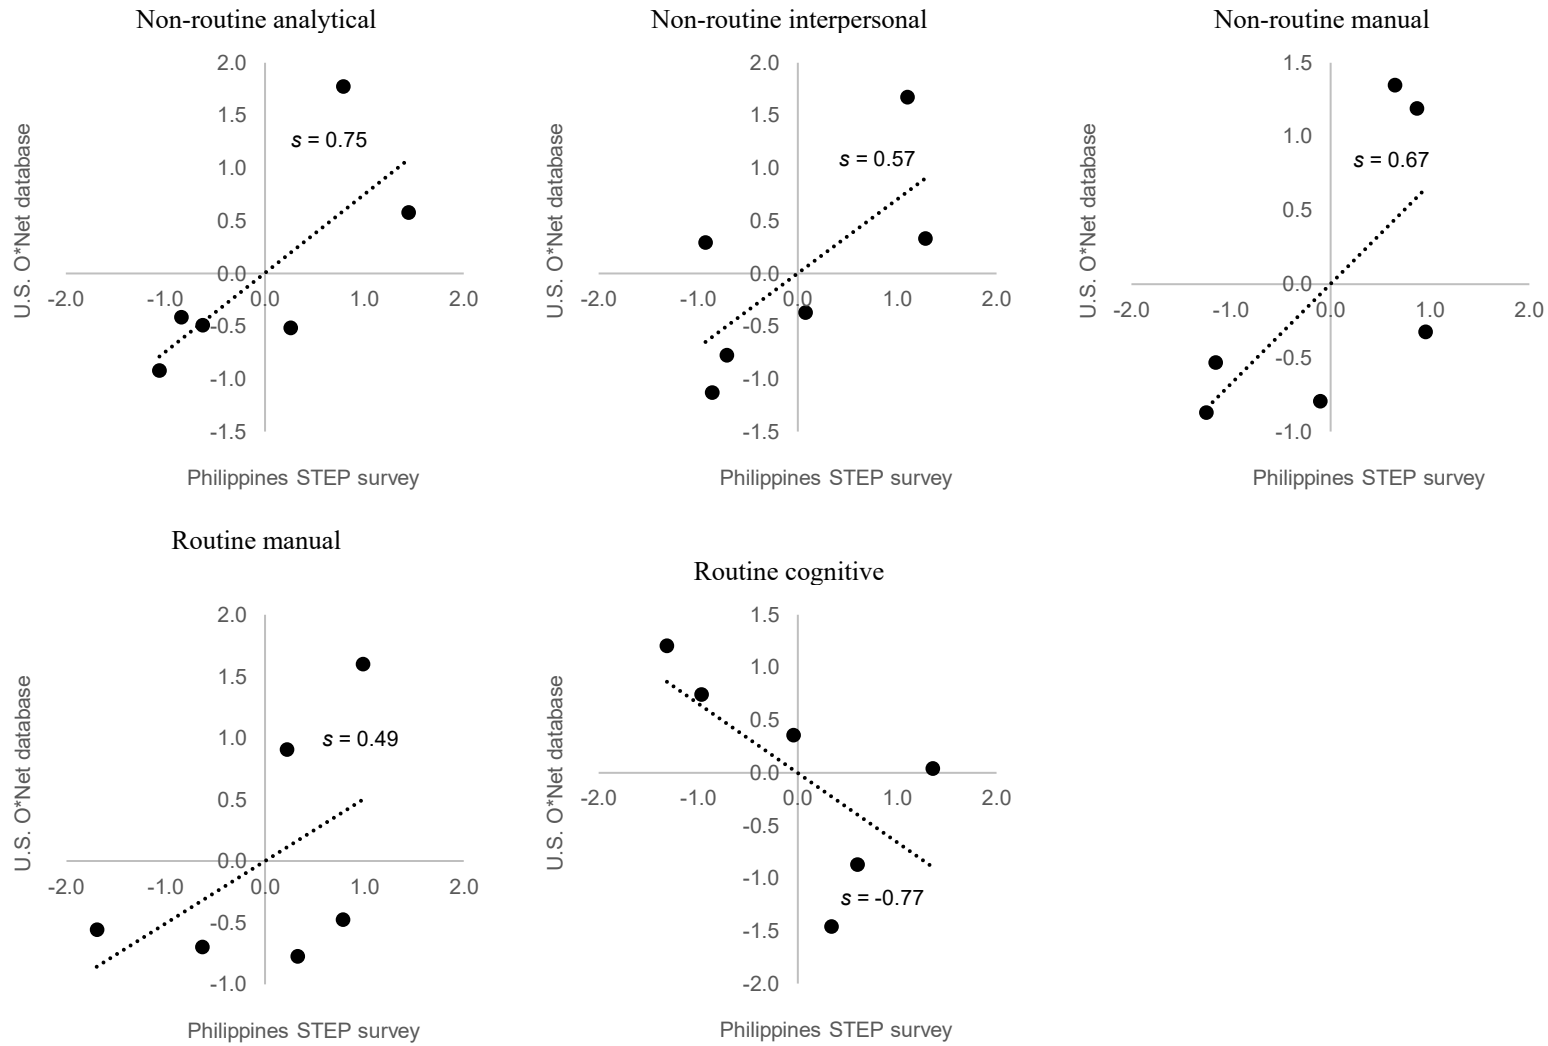 Non-routine analytical
2.0
1.5
s = 0.75
1.0
0.5
0.0
-2.0 -1.0 0.0 1.0 2.0
-0.5
-1.0
-1.5
U.S. O*Net database
Philippines STEP survey
Non-routine interpersonal
2.0
1.5
s = 0.57
1.0
0.5
0.0
-2.0 -1.0 0.0 1.0 2.0
-0.5
-1.0
-1.5
U.S. O*Net database
Philippines STEP survey
Non-routine manual
1.5
1.0
s = 0.67
0.5
0.0
-2.0 -1.0 0.0 1.0 2.0
-0.5
-1.0
U.S. O*Net database
Philippines STEP survey
Routine manual
2.0
1.5
1.0
s = 0.49
0.5
0.0
-2.0 -1.0 0.0 1.0 2.0
-0.5
-1.0
U.S. O*Net database
Philippines STEP survey
Routine cognitive
1.5
1.0
0.5
0.0
-2.0 -1.0 0.0 1.0 2.0
-0.5
-1.0
s = -0.77
-1.5
-2.0
U.S. O*Net database
Philippines STEP survey